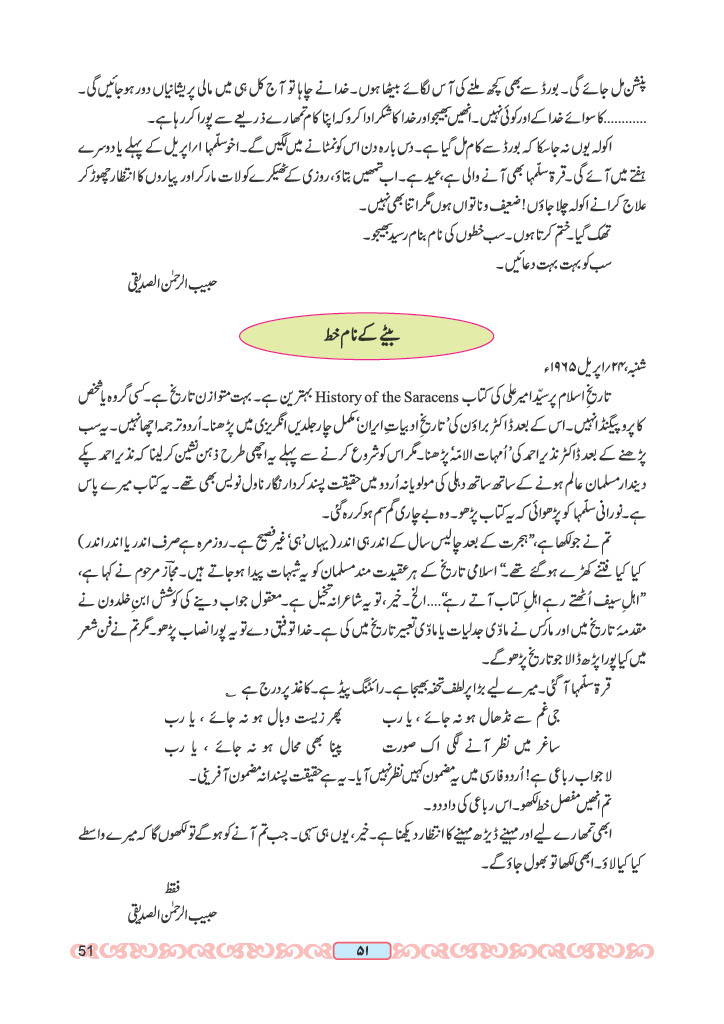 پنشن مل جائے گی۔ بورڈ سے بھی کچھ ملنے کی آس لگائے بیٹھا ہوں۔ خدا نے چاہا تو آج کل ہی میں مالی پریشانیاں دور ہو جائیں گی۔
............کا سوائے خدا کے اور کوئی نہیں۔ انھیں بھیجو اور خدا کا شکر ادا کرو کہ اپنا کام تمھارے ذریعے سے پورا کر رہا ہے۔
اکولہ یوں نہ جا سکا کہ بورڈ سے کام مل گیا ہے۔ دس بارہ دن اس کو نمٹانے میں لگیں گے۔ اخو سلّمہا ۱۱/اپریل کے پہلے یا دوسرے
ہفتے میں آئے گی۔ قرۃ سلّمہا بھی آنے والی ہے، عید ہے۔ اب تمھیں بتاؤ، روزی کے ٹھیکرے کو لات مار کر اور پیاروں کا انتظار چھوڑ کر
علاج کرانے اکولہ چلا جاؤں! ضعیف و ناتواں ہوں مگر اتنا بھی نہیں۔
تھک گیا۔ ختم کرتا ہوں۔ سب خطوں کی نام بنام رسید بھیجو۔
سب کو بہت بہت دعائیں۔
حبیب الرحمٰن الصدیقی
بیٹے کے نام خط
شنبہ، ۲۴/اپریل ۱۹۶۵ء
تاریخِ اسلام پر سیّد امیر علی کی کتاب History of the Saracens بہترین ہے۔ بہت متوازن تاریخ ہے۔ کسی گروہ یا شخص
کا پروپیگنڈا نہیں۔ اس کے بعد ڈاکٹر براؤن کی ’تاریخِ ادبیاتِ ایران‘ مکمل چار جلدیں انگریزی میں پڑھنا۔ اُردو ترجمہ اچھا نہیں۔ یہ سب
پڑھنے کے بعد ڈاکٹر نذیر احمد کی ’اُمہات الامّہ‘ پڑھنا۔ مگر اس کو شروع کرنے سے پہلے یہ اچھی طرح ذہن نشین کر لینا کہ نذیر احمد پکے
دیندار مسلمان عالم ہونے کے ساتھ ساتھ دہلی کی مولویانہ اُردو میں حقیقت پسند کردار نگار ناول نویس بھی تھے۔ یہ کتاب میرے پاس
ہے۔ نورانی سلّمہا کو پڑھوائی کہ یہ کتاب پڑھو۔ وہ بے چاری گم سم ہو کر رہ گئی۔
تم نے جو لکھا ہے، ”ہجرت کے بعد چالیس سال کے اندر ہی اندر (یہاں ’ہی‘ غیر فصیح ہے۔ روز مرہ ہے صرف اندر یا اندر اندر)
کیا کیا فتنے کھڑے ہو گئے تھے۔“ اسلامی تاریخ کے ہر عقیدت مند مسلمان کو یہ شبہات پیدا ہو جاتے ہیں۔ مجازؔ مرحوم نے کہا ہے،
”اہلِ سیف اُٹھتے رہے اہلِ کتاب آتے رہے“....الخ۔ خیر، تو یہ شاعرانہ تخیل ہے۔ معقول جواب دینے کی کوشش ابنِ خلدون نے
مقدمۂ تاریخ میں اور مارکس نے مادّی جدلیات یا مادّی تعبیر تاریخ میں کی ہے۔ خدا توفیق دے تو یہ پورا نصاب پڑھو۔ مگر تم نے فن شعر
میں کیا پورا پڑھ ڈالا جو تاریخ پڑھو گے۔
قرۃ سلّمہا آ گئی۔ میرے لیے بڑا پر لطف تحفہ بھیجا ہے۔ رائٹنگ پیڈ ہے۔ کاغذ پر درج ہے ؎
جی غم سے نڈھال ہو نہ جائے ، یا رب پھر زیست وبال ہو نہ جائے ، یا رب
ساغر میں نظر آنے لگی اک صورت پینا بھی محال ہو نہ جائے ، یا رب
لا جواب رباعی ہے! اُردو فارسی میں یہ مضمون کہیں نظر نہیں آیا۔ یہ ہے حقیقت پسندانہ مضمون آفرینی۔
تم انھیں مفصل خط لکھو۔ اس رباعی کی داد دو۔
ابھی تمھارے لیے اور مہینے ڈیڑھ مہینے کا انتظار دیکھنا ہے۔ خیر، یوں ہی سہی۔ جب تم آنے کو ہو گے تو لکھوں گا کہ میرے واسطے
کیا کیا لاؤ۔ ابھی لکھا تو بھول جاؤ گے۔
فقط
حبیب الرحمٰن الصدیقی
51
۵۱